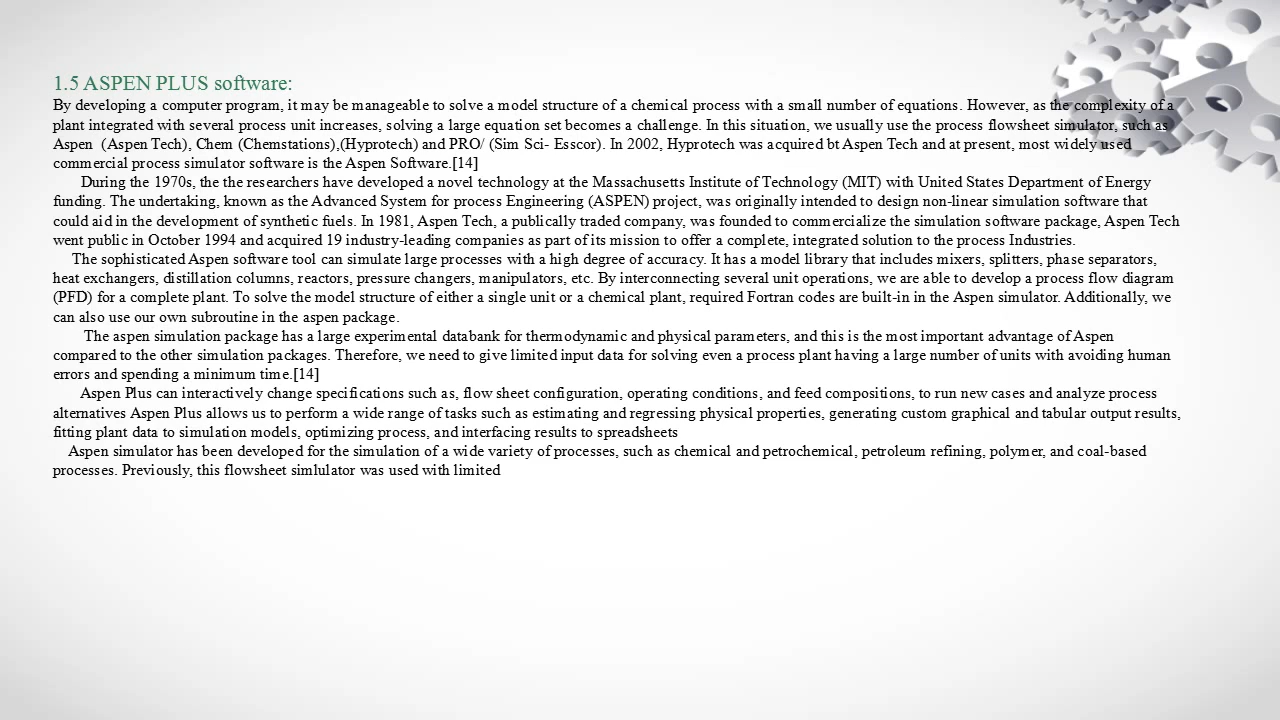 1.5 ASPEN PLUS software:
By developing a computer program, it may be manageable to solve a model structure of a chemical process with a small number of equations. However, as the complexity of a
plant integrated with several process unit increases, solving a large equation set becomes a challenge. In this situation, we usually use the process flowsheet simulator, such as
Aspen (Aspen Tech), Chem (Chemstations),(Hyprotech) and PRO/ (Sim Sci- Esscor). In 2002, Hyprotech was acquired bt Aspen Tech and at present, most widely used
commercial process simulator software is the Aspen Software.[14]
During the 1970s, the the researchers have developed a novel technology at the Massachusetts Institute of Technology (MIT) with United States Department of Energy
funding. The undertaking, known as the Advanced System for process Engineering (ASPEN) project, was originally intended to design non-linear simulation software that
could aid in the development of synthetic fuels. In 1981, Aspen Tech, a publically traded company, was founded to commercialize the simulation software package, Aspen Tech
went public in October 1994 and acquired 19 industry-leading companies as part of its mission to offer a complete, integrated solution to the process Industries.
The sophisticated Aspen software tool can simulate large processes with a high degree of accuracy. It has a model library that includes mixers, splitters, phase separators,
heat exchangers, distillation columns, reactors, pressure changers, manipulators, etc. By interconnecting several unit operations, we are able to develop a process flow diagram
(PFD) for a complete plant. To solve the model structure of either a single unit or a chemical plant, required Fortran codes are built-in in the Aspen simulator. Additionally, we
can also use our own subroutine in the aspen package.
The aspen simulation package has a large experimental databank for thermodynamic and physical parameters, and this is the most important advantage of Aspen
compared to the other simulation packages. Therefore, we need to give limited input data for solving even a process plant having a large number of units with avoiding human
errors and spending a minimum time.[14]
Aspen Plus can interactively change specifications such as, flow sheet configuration, operating conditions, and feed compositions, to run new cases and analyze process
alternatives Aspen Plus allows us to perform a wide range of tasks such as estimating and regressing physical properties, generating custom graphical and tabular output results,
fitting plant data to simulation models, optimizing process, and interfacing results to spreadsheets
Aspen simulator has been developed for the simulation of a wide variety of processes, such as chemical and petrochemical, petroleum refining, polymer, and coal-based
processes. Previously, this flowsheet simlulator was used with limited